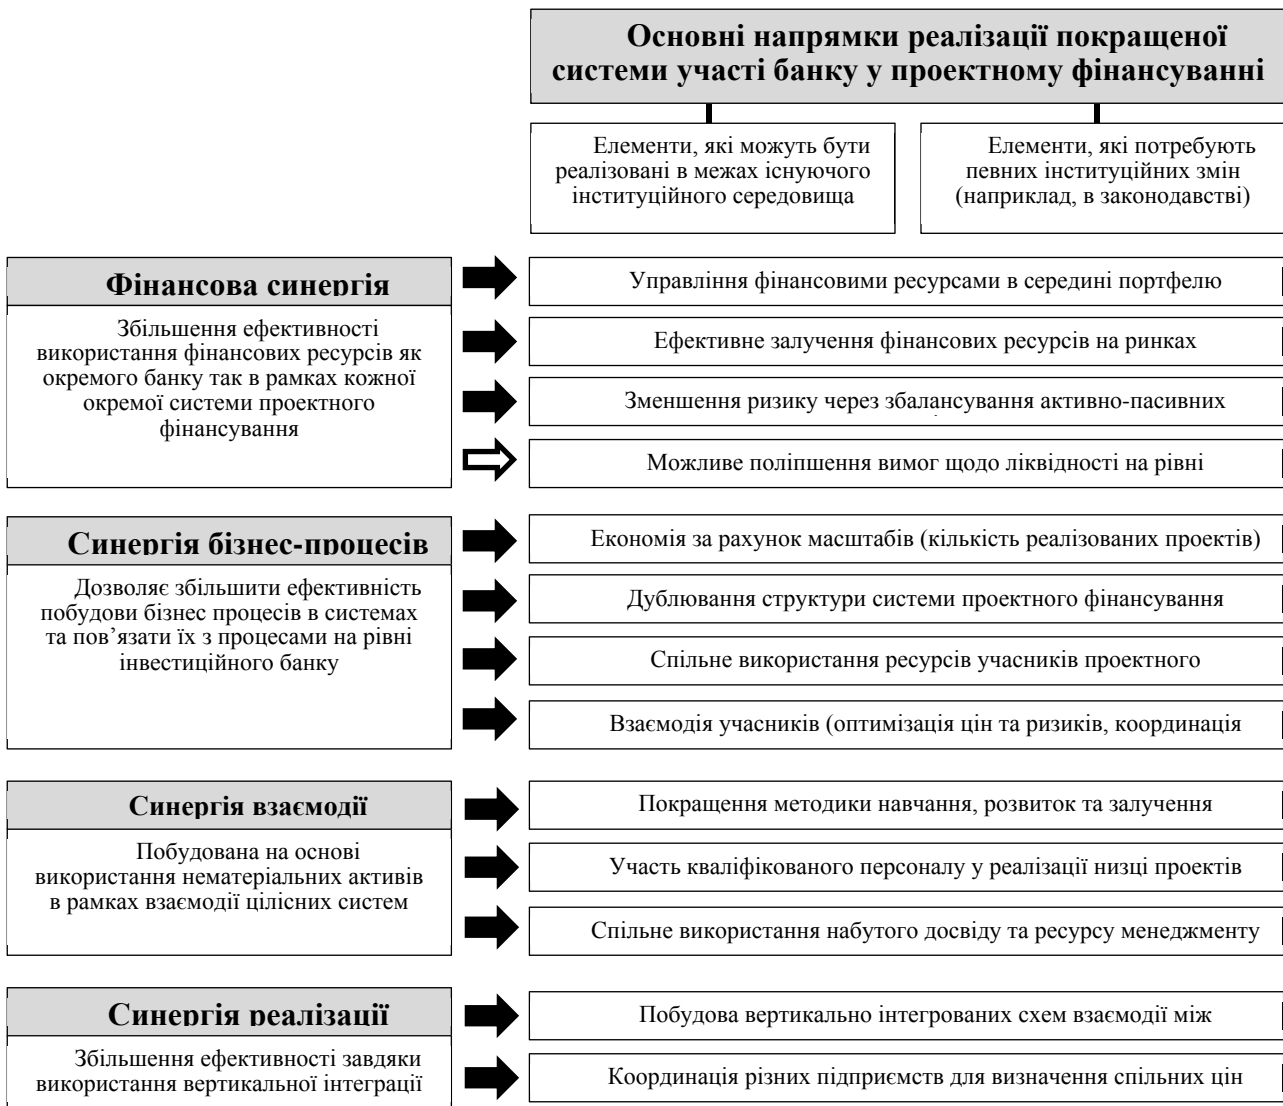 Основні напрямки реалізації покращеної
системи участі банку у проектному фінансуванні
Елементи, які можуть бути
реалізовані в межах існуючого
інституційного середовища
Елементи, які потребують
певних інституційних змін
(наприклад, в законодавстві)
Фінансова синергія
Збільшення ефективності
використання фінансових ресурсів як
окремого банку так в рамках кожної
окремої системи проектного
фінансування
Управління фінансовими ресурсами в середині портфелю
Ефективне залучення фінансових ресурсів на ринках
Зменшення ризику через збалансування активно-пасивних
Можливе поліпшення вимог щодо ліквідності на рівні
Синергія бізнес-процесів
Дозволяє збільшити ефективність
побудови бізнес процесів в системах
та пов’язати їх з процесами на рівні
інвестиційного банку
Економія за рахунок масштабів (кількість реалізованих проектів)
Дублювання структури системи проектного фінансування
Спільне використання ресурсів учасників проектного
Взаємодія учасників (оптимізація цін та ризиків, координація
Синергія взаємодії
Побудована на основі
використання нематеріальних активів
в рамках взаємодії цілісних систем
Покращення методики навчання, розвиток та залучення
Участь кваліфікованого персоналу у реалізації низці проектів
Спільне використання набутого досвіду та ресурсу менеджменту
Синергія реалізації
Збільшення ефективності завдяки
використання вертикальної інтеграції
Побудова вертикально інтегрованих схем взаємодії між
Координація різних підприємств для визначення спільних цін